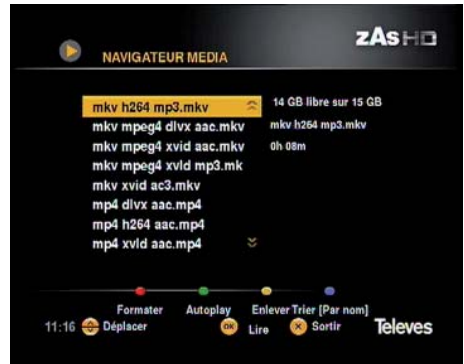 zAs HD
NAVIGATEUR MEDIA
mkv h264 mp3.mkv
mkv mpeg4 divx aac.mkv
mkv mpeg4 xvid aac.mkv
mkv mpeg4 xvid mp3.mk
mkv xvid ac3.mkv
mp4 divx aac.mp4
mp4 h264 aac.mp4
mp4 xvid aac.mp4
14 GB libre sur 15 GB
mkv h264 mp3.mkv
0h 08m
Formater Autoplay Enlever Trier [Par nom]
11:16 Déplacer OK Lire Sortir Televes